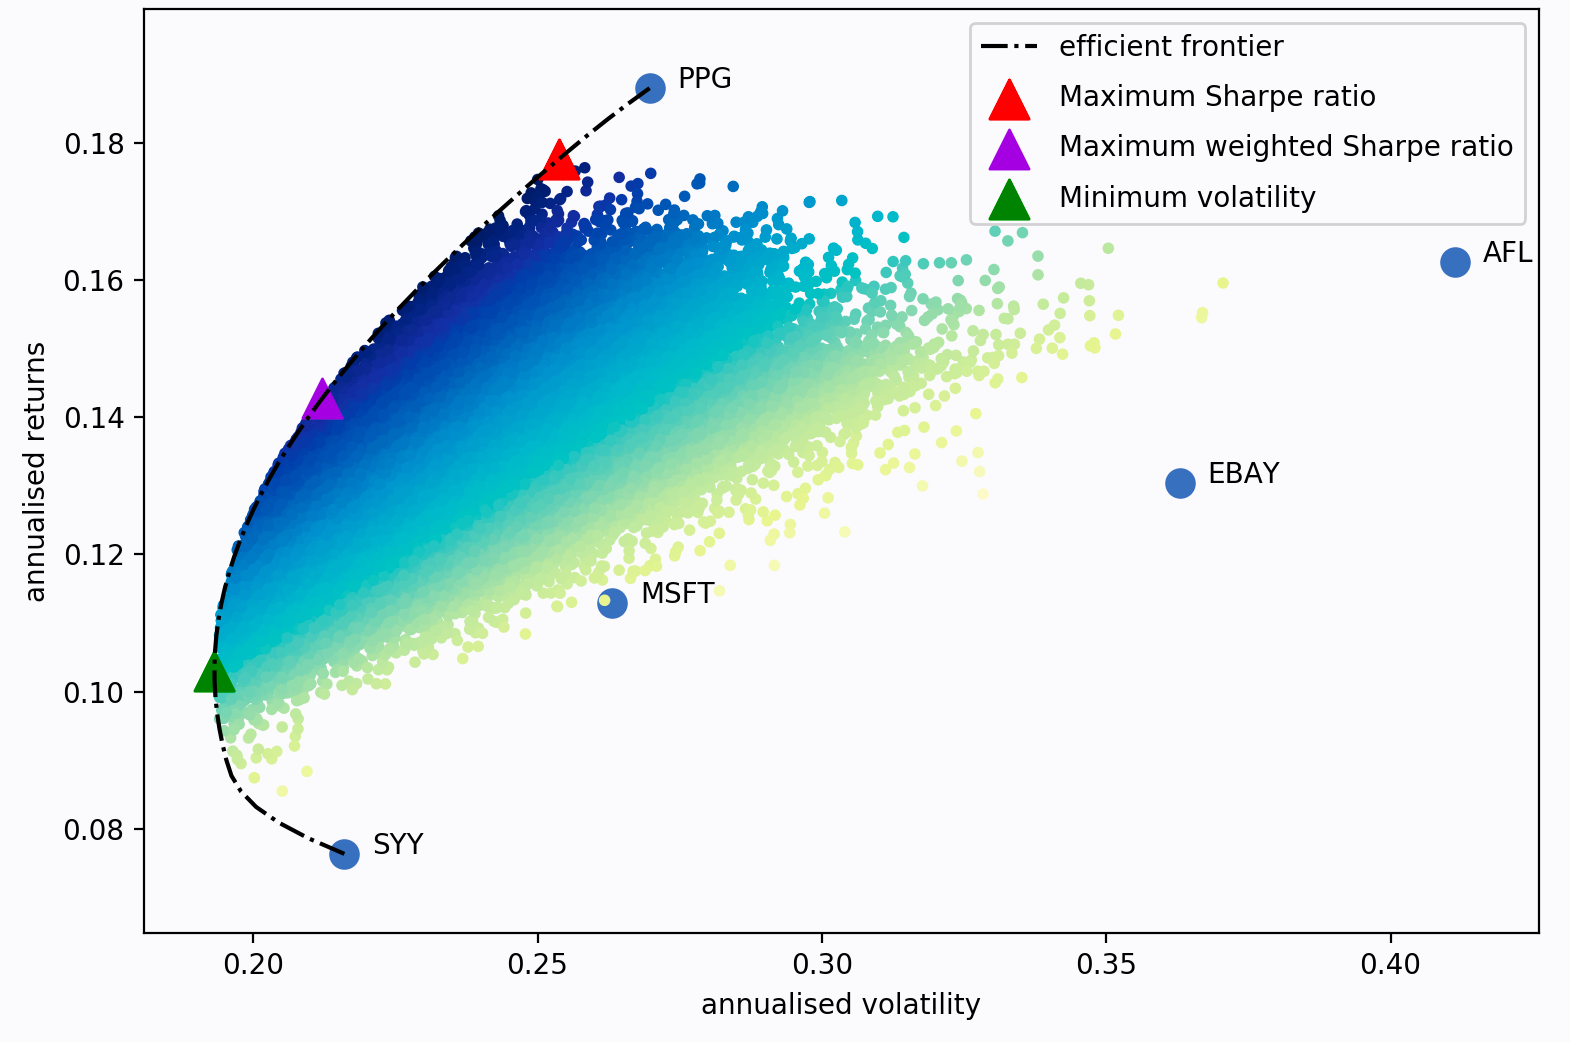 efficient frontier
Maximum Sharpe ratio
Maximum weighted Sharpe ratio
Minimum volatility
PPG
AFL
EBAY
MSFT
SYY
annualised returns
0.18
0.16
0.14
0.12
0.10
0.08
0.20
0.25
0.30
0.35
0.40
annualised volatility